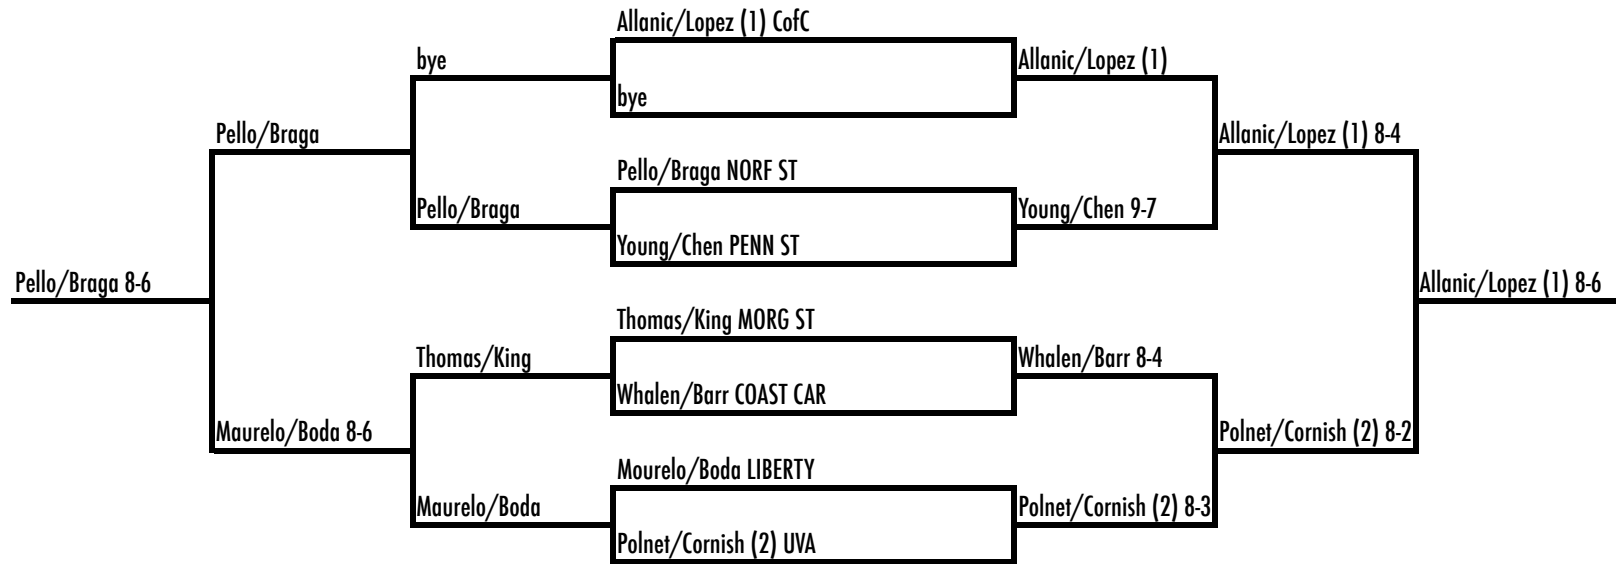 Allanic/Lopez (1) CofC
bye
Allanic/Lopez (1)
bye
Pello/Braga
Allanic/Lopez (1) 8-4
Pello/Braga NORF ST
Pello/Braga
Young/Chen 9-7
Young/Chen PENN ST
Pello/Braga 8-6
Allanic/Lopez (1) 8-6
Thomas/King MORG ST
Thomas/King
Whalen/Barr 8-4
Whalen/Barr COAST CAR
Maurelo/Boda 8-6
Polnet/Cornish (2) 8-2
Mourelo/Boda LIBERTY
Maurelo/Boda
Polnet/Cornish (2) 8-3
Polnet/Cornish (2) UVA